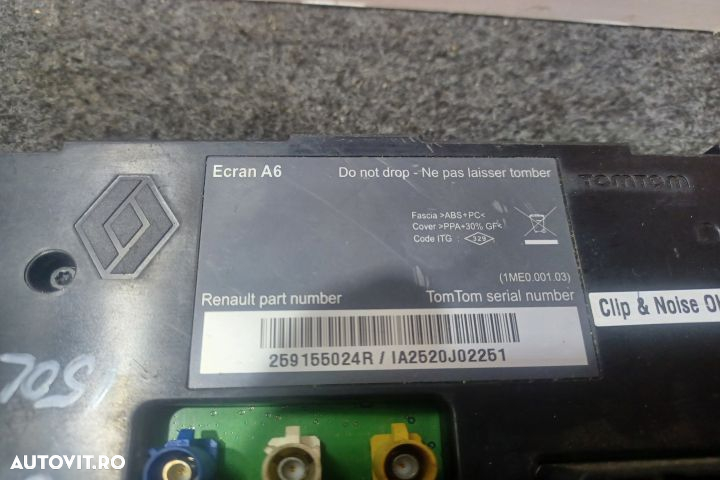 Ecran A6 Do not drop - Ne pas laisser tomber
TOMTOM
Fascia >ABS+PC<
Cover >PPA+30% GF<
Code ITG : 329
(1ME0.001.03)
Renault part number TomTom serial number
Clip & Noise
259155024R / IA2520J02251
AUTOVIT.RO